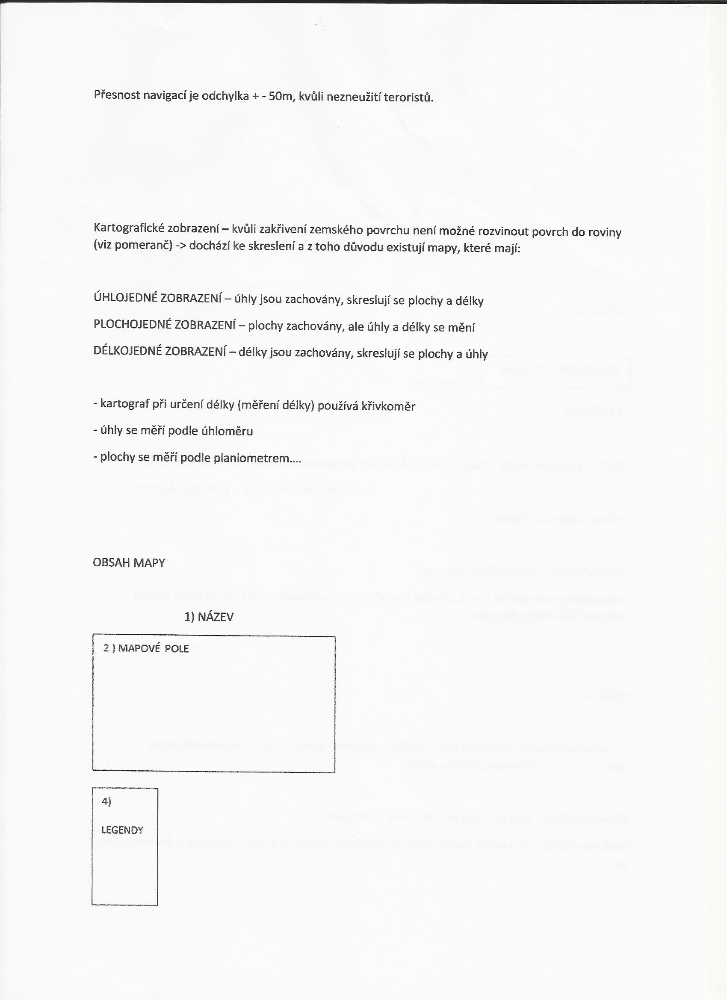 Přesnost navigací je odchylka + - 50m, kvůli nezneužití teroristů.
Kartografické zobrazení – kvůli zakřivení zemského povrchu není možné rozvinout povrch do roviny
(viz pomeranč) -> dochází ke skreslení a z toho důvodu existují mapy, které mají:
ÚHLOJEDNÉ ZOBRAZENÍ – úhly jsou zachovány, skreslují se plochy a délky
PLOCHOJEDNÉ ZOBRAZENÍ – plochy zachovány, ale úhly a délky se mění
DÉLKOJEDNÉ ZOBRAZENÍ – délky jsou zachovány, skreslují se plochy a úhly
- kartograf při určení délky (měření délky) používá křivkoměr
- úhly se měří podle úhloměru
- plochy se měří podle planiometrem....
OBSAH MAPY
1) NÁZEV
2 ) MAPOVÉ POLE
4)
LEGENDY